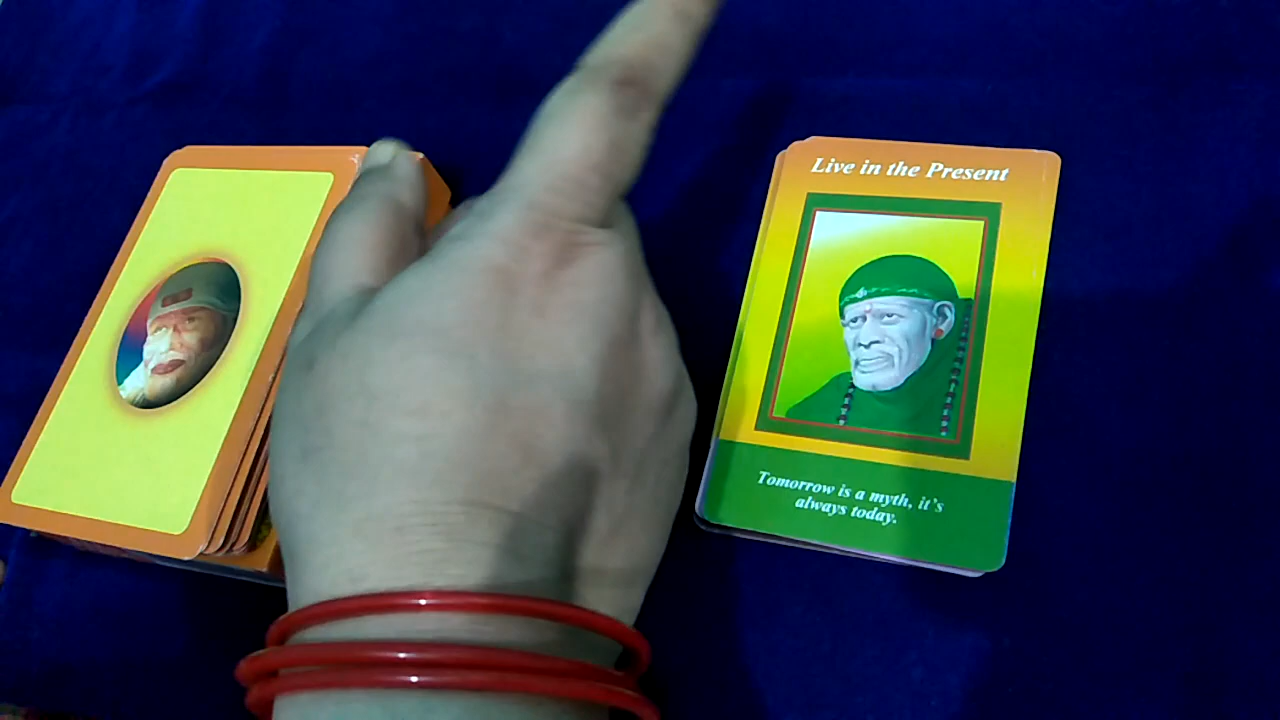 Live in the Present
Tomorrow is a myth, it's
always today.